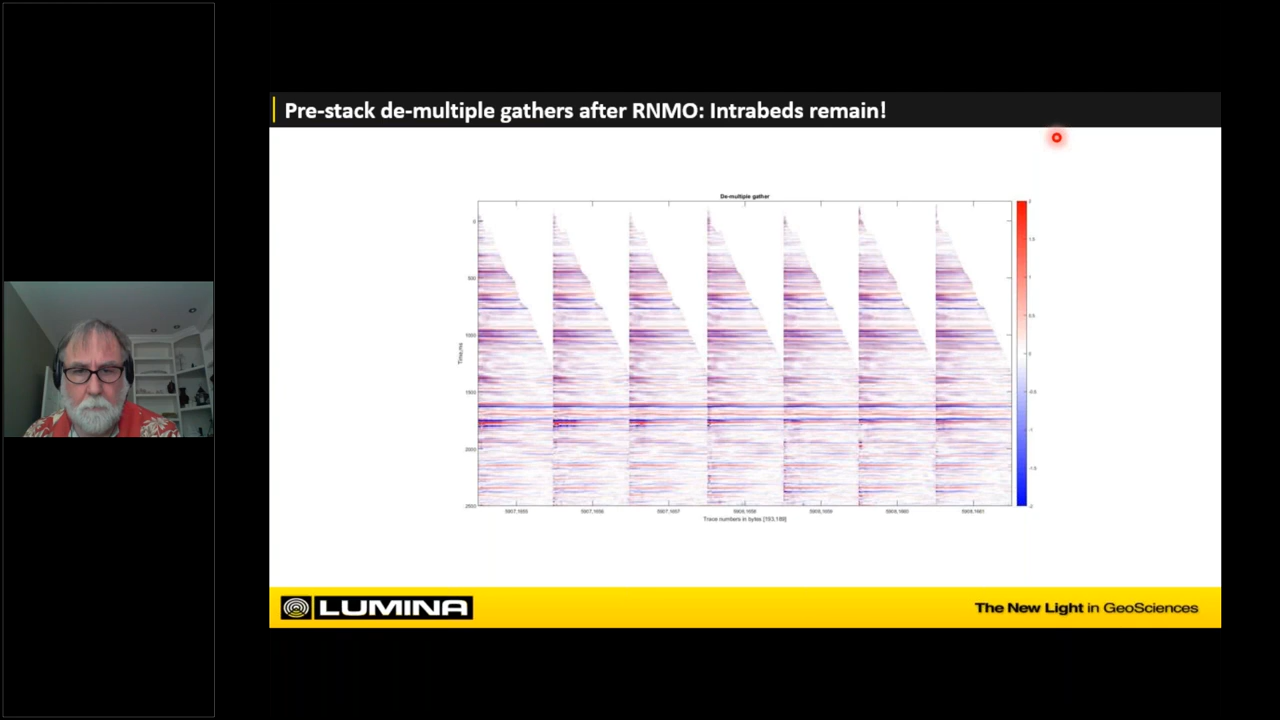 Pre-stack de-multiple gathers after RNMO: Intrabeds remain!
De-multiple gather
0
500
1000
1500
2000
2500
Time,ms
Trace numbers in bytes [193,189]
LUMINA
The New Light in GeoSciences